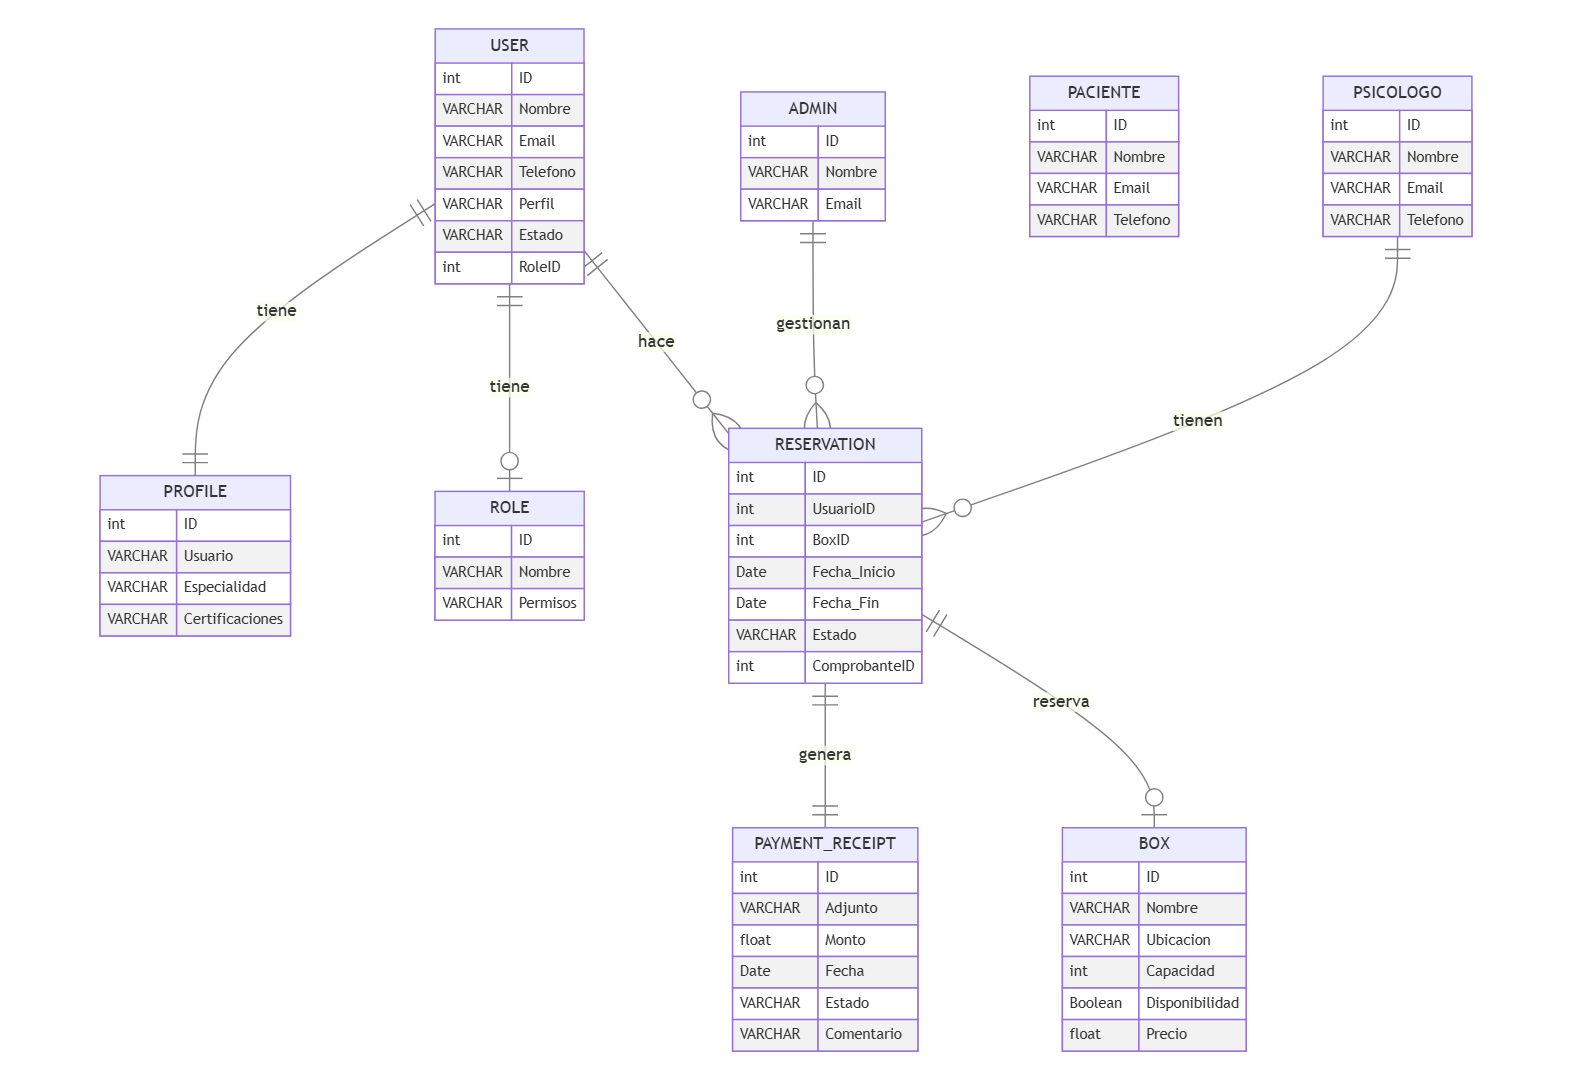 USER
int ID
VARCHAR Nombre
VARCHAR Email
VARCHAR Telefono
VARCHAR Perfil
VARCHAR Estado
int RoleID
ADMIN
int ID
VARCHAR Nombre
VARCHAR Email
PACIENTE
int ID
VARCHAR Nombre
VARCHAR Email
VARCHAR Telefono
PSICOLOGO
int ID
VARCHAR Nombre
VARCHAR Email
VARCHAR Telefono
tiene
tiene
hace
gestionan
tienen
PROFILE
int ID
VARCHAR Usuario
VARCHAR Especialidad
VARCHAR Certificaciones
ROLE
int ID
VARCHAR Nombre
VARCHAR Permisos
RESERVATION
int ID
int UsuarioID
int BoxID
Date Fecha_Inicio
Date Fecha_Fin
VARCHAR Estado
int ComprobanteID
genera
reserva
PAYMENT_RECEIPT
int ID
VARCHAR Adjunto
float Monto
Date Fecha
VARCHAR Estado
VARCHAR Comentario
BOX
int ID
VARCHAR Nombre
VARCHAR Ubicacion
int Capacidad
Boolean Disponibilidad
float Precio